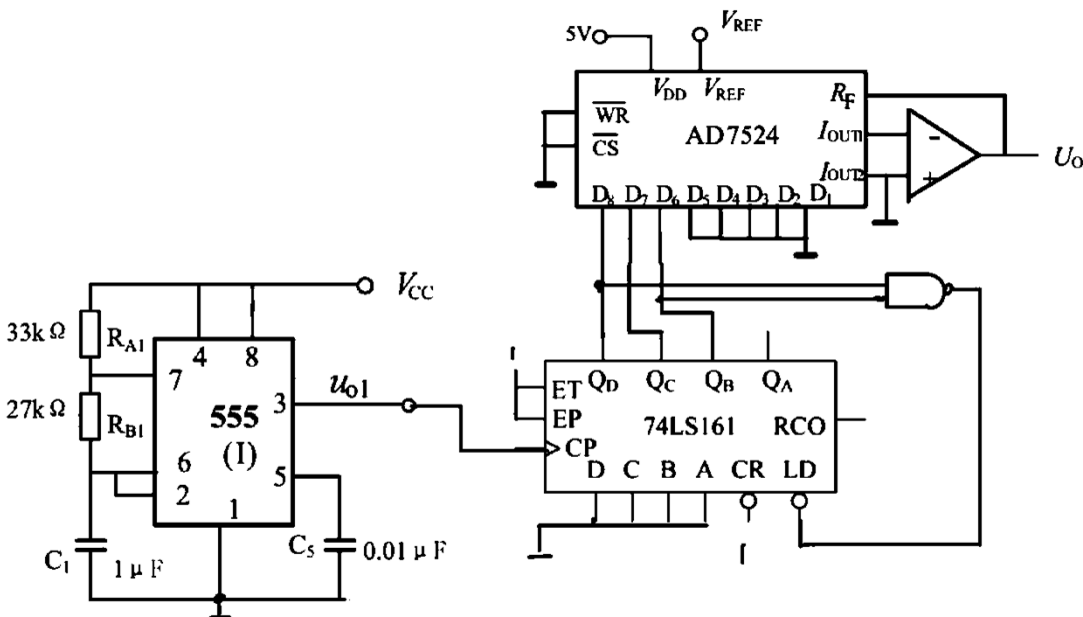 5V
V_REF
V_DD V_REF
R_F
WR
CS
AD7524
I_OUT1
I_OUT2
-
+
U_O
D_8 D_7 D_6 D_5 D_4 D_3 D_2 D_1
V_CC
33kΩ
R_A1
4 8
7
u_o1
3
27kΩ
R_B1
555
(I)
6
5
2
1
C_1
1μF
C_5
0.01μF
Q_D Q_C Q_B Q_A
ET
EP
74LS161
RCO
CP
D C B A CR LD